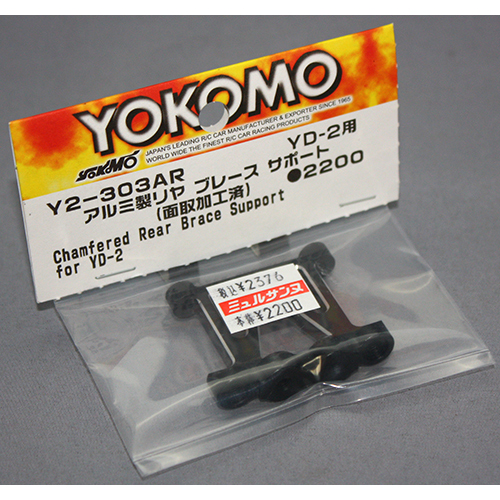 YOKOMO
JAPAN'S LEADING R/C CAR MANUFACTURER & EXPORTER SINCE 1965
WORLD WIDE THE FINEST R/C CAR RACING PRODUCTS
YOKOMO
Y2-303AR YD-2用
アルミ製リヤ ブレース サポート
(面取加工済) ●2200
Chamfered Rear Brace Support
for YD-2
税込¥2376
ミュルサンヌ
本体¥2200